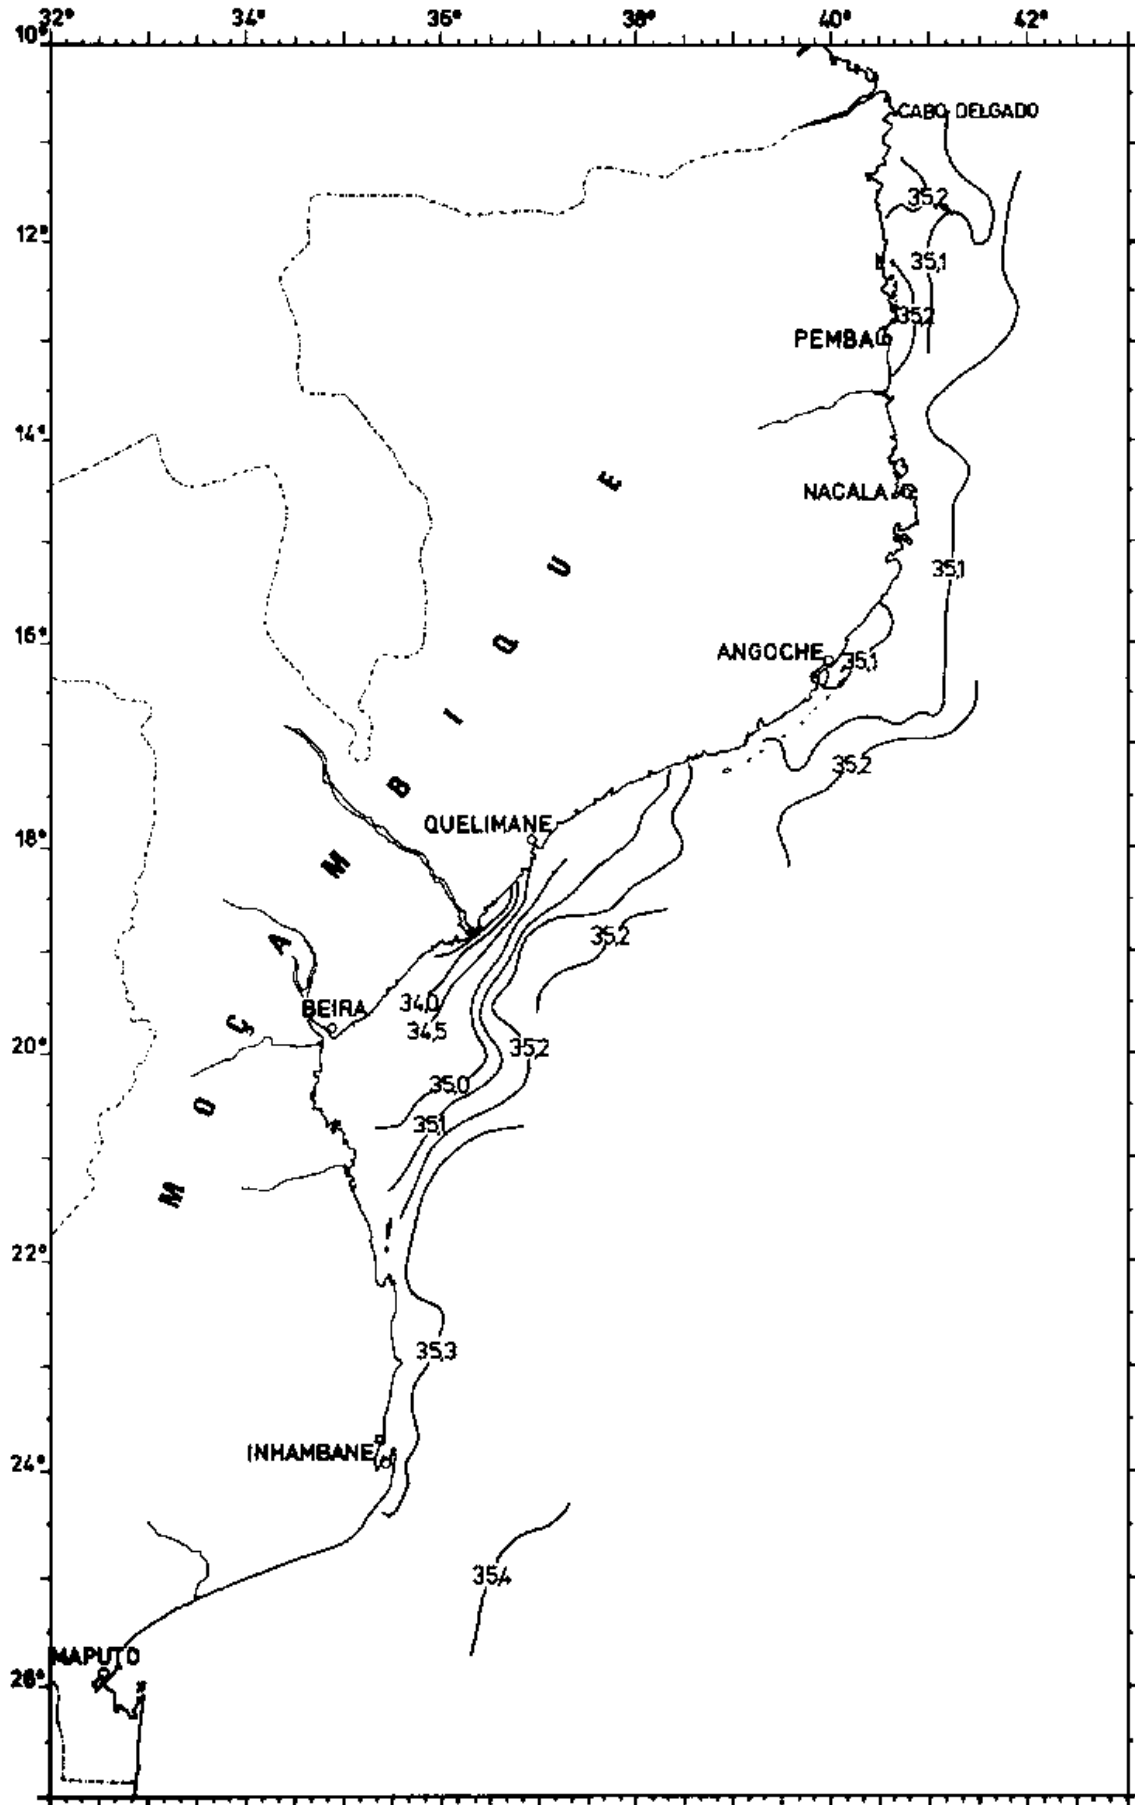 32° 34° 36° 38° 40° 42°
10°
CABO DELGADO
35,2
12°
35,1
35,2
PEMBA
14°
NACALA
35,1
16°
ANGOCHE
35,1
35,2
M O Ç A M B I Q U E
QUELIMANE
18°
35,2
34,0
BEIRA
34,5
20°
35,2
35,0
35,1
22°
35,3
INHAMBANE
24°
35,4
MAPUTO
26°